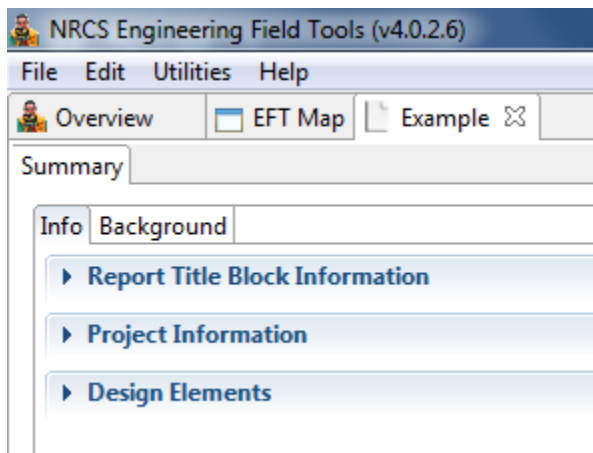 NRCS Engineering Field Tools (v4.0.2.6)
File Edit Utilities Help
Overview EFT Map Example
Summary
Info Background
Report Title Block Information
Project Information
Design Elements